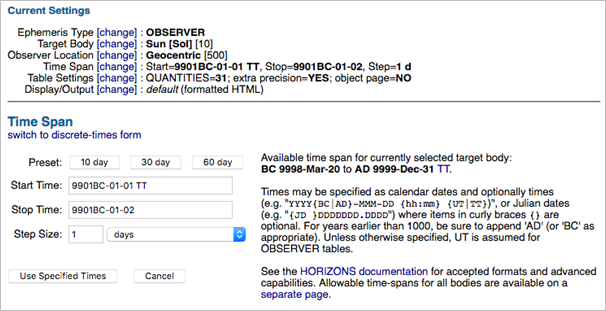 Current Settings
Ephemeris Type [change] : OBSERVER
Target Body [change] : Sun [Sol] [10]
Observer Location [change] : Geocentric [500]
Time Span [change] : Start=9901BC-01-01 TT, Stop=9901BC-01-02, Step=1 d
Table Settings [change] : QUANTITIES=31; extra precision=YES; object page=NO
Display/Output [change] : default (formatted HTML)
Time Span
switch to discrete-times form
Preset: 10 day 30 day 60 day
Start Time: 9901BC-01-01 TT
Stop Time: 9901BC-01-02
Step Size: 1 days
Use Specified Times Cancel
Available time span for currently selected target body:
BC 9998-Mar-20 to AD 9999-Dec-31 TT.
Times may be specified as calendar dates and optionally times
(e.g. "YYYY{BC|AD}-MMM-DD {hh:mm} {UT|TT})", or Julian dates
(e.g. "{JD }DDDDDDD.DDDD") where items in curly braces {} are
optional. For years earlier than 1000, be sure to append 'AD' (or 'BC' as
appropriate). Unless otherwise specified, UT is assumed for
OBSERVER tables.
See the HORIZONS documentation for accepted formats and advanced
capabilities. Allowable time-spans for all bodies are available on a
separate page.